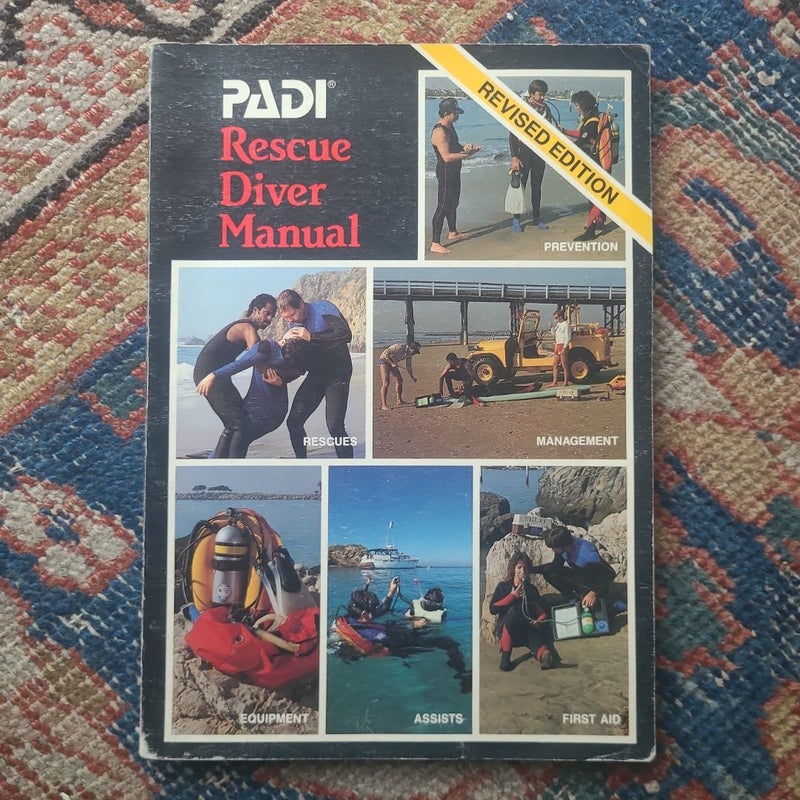 PADI®
Rescue
Diver
Manual
REVISED EDITION
PREVENTION
RESCUES
MANAGEMENT
EQUIPMENT
ASSISTS
FIRST AID